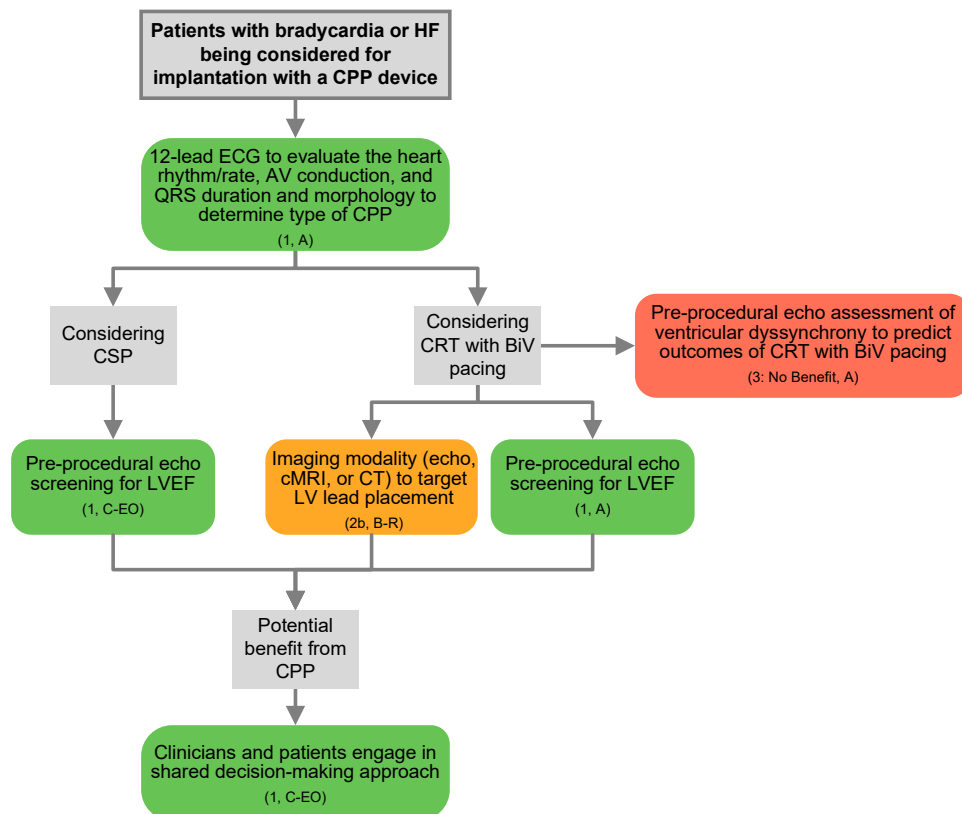 Patients with bradycardia or HF
being considered for
implantation with a CPP device
12-lead ECG to evaluate the heart
rhythm/rate, AV conduction, and
QRS duration and morphology to
determine type of CPP
(1, A)
Considering
CSP
Considering
CRT with BiV
pacing
Pre-procedural echo assessment of
ventricular dyssynchrony to predict
outcomes of CRT with BiV pacing
(3: No Benefit, A)
Pre-procedural echo
screening for LVEF
(1, C-EO)
Imaging modality (echo,
cMRI, or CT) to target
LV lead placement
(2b, B-R)
Pre-procedural echo
screening for LVEF
(1, A)
Potential
benefit from
CPP
Clinicians and patients engage in
shared decision-making approach
(1, C-EO)